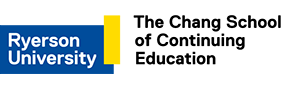 Ryerson
University
The Chang School
of Continuing
Education